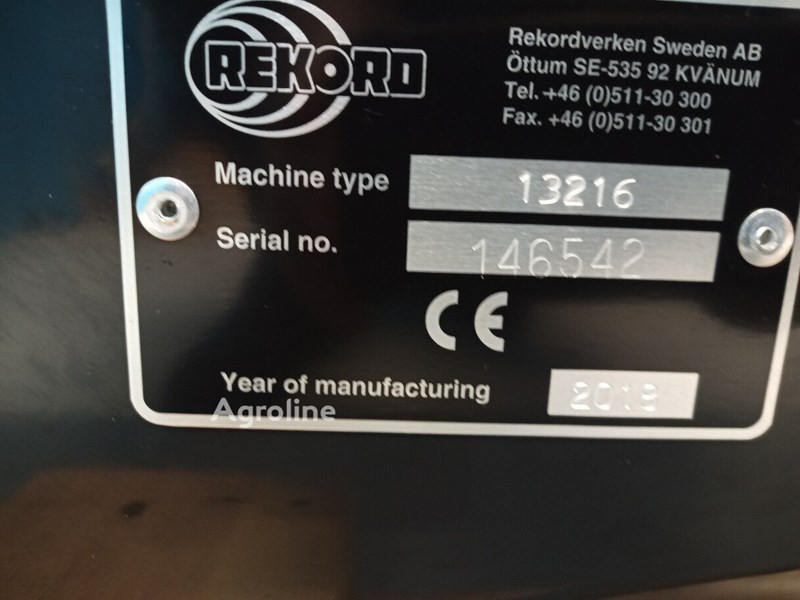 REKORD
Rekordverken Sweden AB
Öttum SE-535 92 KVÄNUM
Tel. +46 (0)511-30 300
Fax. +46 (0)511-30 301
Machine type 13216
Serial no. 146542
CE
Year of manufacturing 2018
Agroline